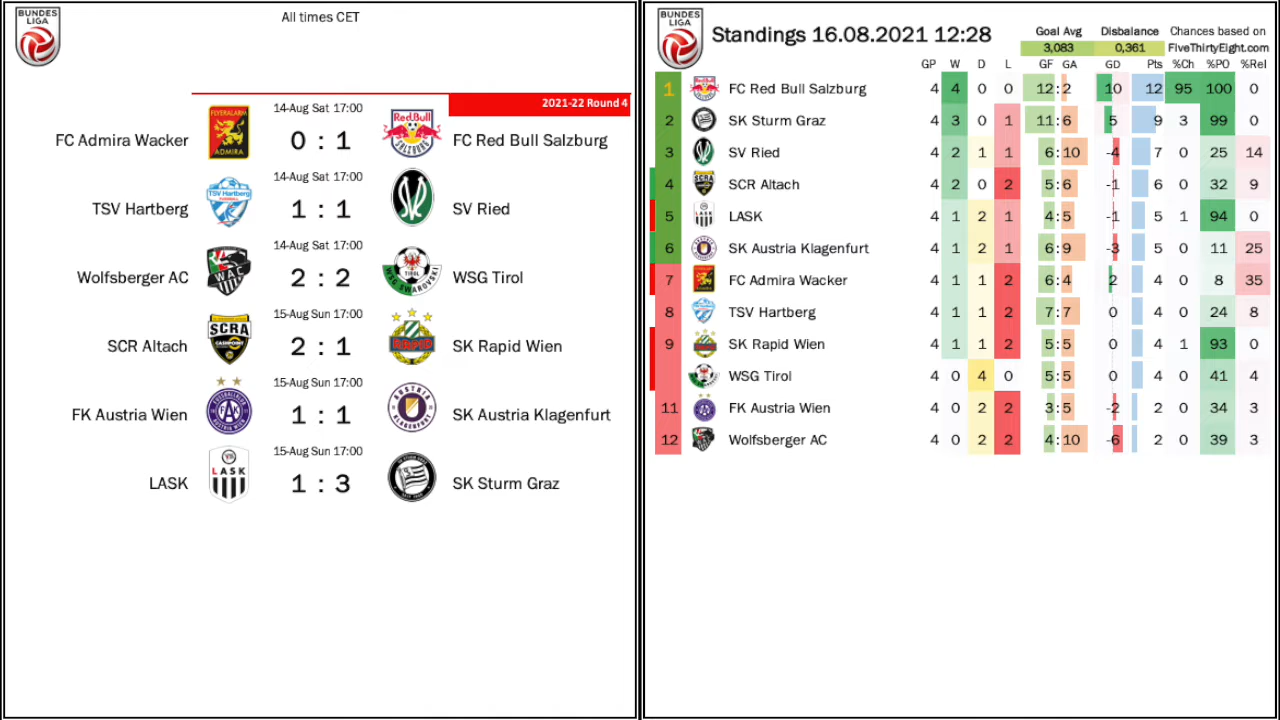 BUNDES
LIGA
All times CET
2021-22 Round 4
14-Aug Sat 17:00
FC Admira Wacker 0 : 1 FC Red Bull Salzburg
14-Aug Sat 17:00
TSV Hartberg 1 : 1 SV Ried
14-Aug Sat 17:00
Wolfsberger AC 2 : 2 WSG Tirol
15-Aug Sun 17:00
SCR Altach 2 : 1 SK Rapid Wien
15-Aug Sun 17:00
FK Austria Wien 1 : 1 SK Austria Klagenfurt
15-Aug Sun 17:00
LASK 1 : 3 SK Sturm Graz
BUNDES
LIGA
Standings 16.08.2021 12:28
Goal Avg Disbalance Chances based on
3,083 0,361 FiveThirtyEight.com
GP W D L GF GA GD Pts %Ch %PO %Rel
1 FC Red Bull Salzburg 4 4 0 0 12:2 10 12 95 100 0
2 SK Sturm Graz 4 3 0 1 11:6 5 9 3 99 0
3 SV Ried 4 2 1 1 6:10 -4 7 0 25 14
4 SCR Altach 4 2 0 2 5:6 -1 6 0 32 9
5 LASK 4 1 2 1 4:5 -1 5 1 94 0
6 SK Austria Klagenfurt 4 1 2 1 6:9 -3 5 0 11 25
7 FC Admira Wacker 4 1 1 2 6:4 2 4 0 8 35
8 TSV Hartberg 4 1 1 2 7:7 0 4 0 24 8
9 SK Rapid Wien 4 1 1 2 5:5 0 4 1 93 0
WSG Tirol 4 0 4 0 5:5 0 4 0 41 4
11 FK Austria Wien 4 0 2 2 3:5 -2 2 0 34 3
12 Wolfsberger AC 4 0 2 2 4:10 -6 2 0 39 3